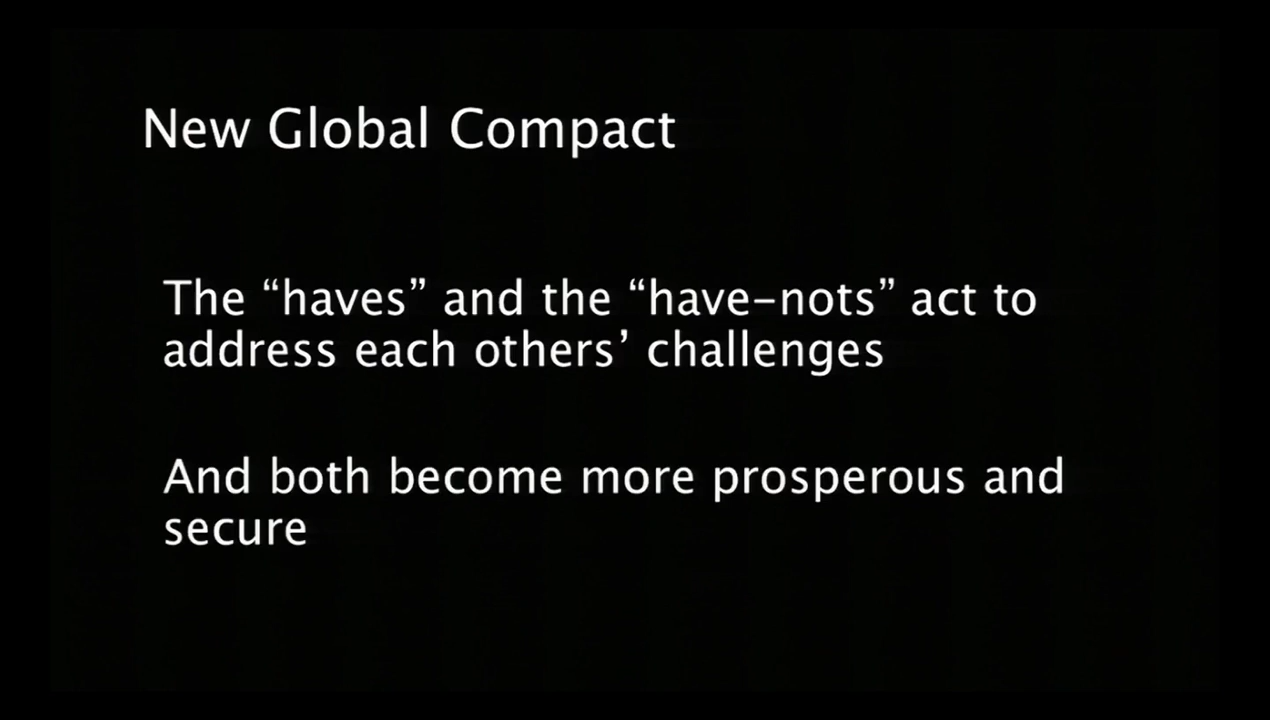 New Global Compact
The “haves” and the “have-nots” act to
address each others’ challenges
And both become more prosperous and
secure